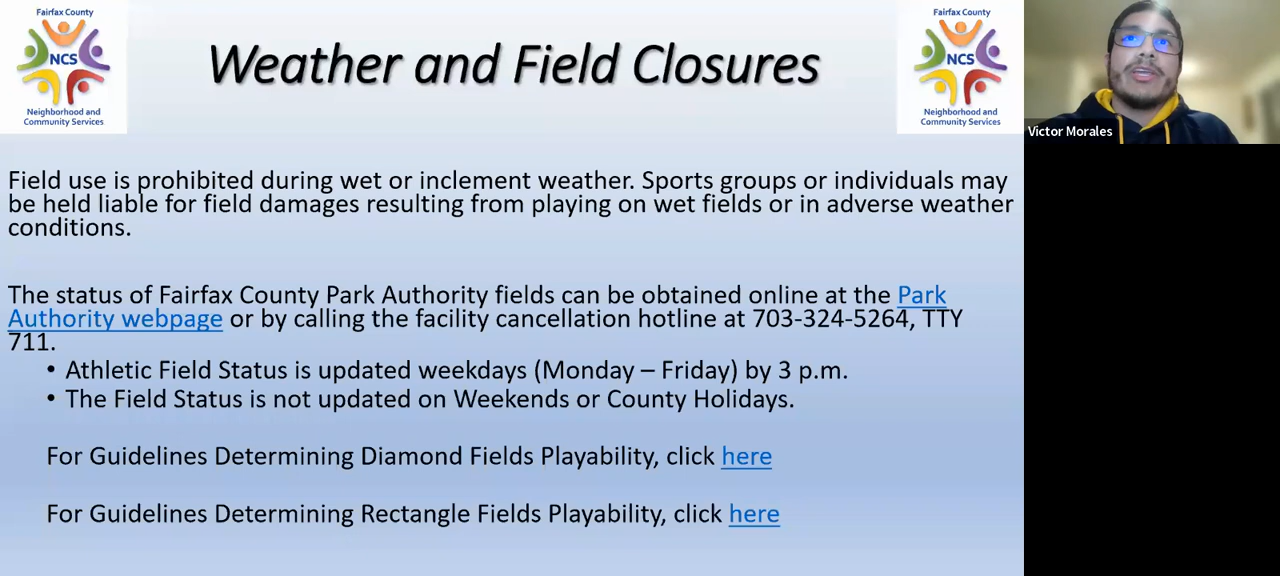 Fairfax County
NCS
Neighborhood and
Community Services
Weather and Field Closures
Fairfax County
NCS
Neighborhood and
Community Services
Victor Morales
Field use is prohibited during wet or inclement weather. Sports groups or individuals may
be held liable for field damages resulting from playing on wet fields or in adverse weather
conditions.
The status of Fairfax County Park Authority fields can be obtained online at the Park
Authority webpage or by calling the facility cancellation hotline at 703-324-5264, TTY
711.
• Athletic Field Status is updated weekdays (Monday – Friday) by 3 p.m.
• The Field Status is not updated on Weekends or County Holidays.
For Guidelines Determining Diamond Fields Playability, click here
For Guidelines Determining Rectangle Fields Playability, click here